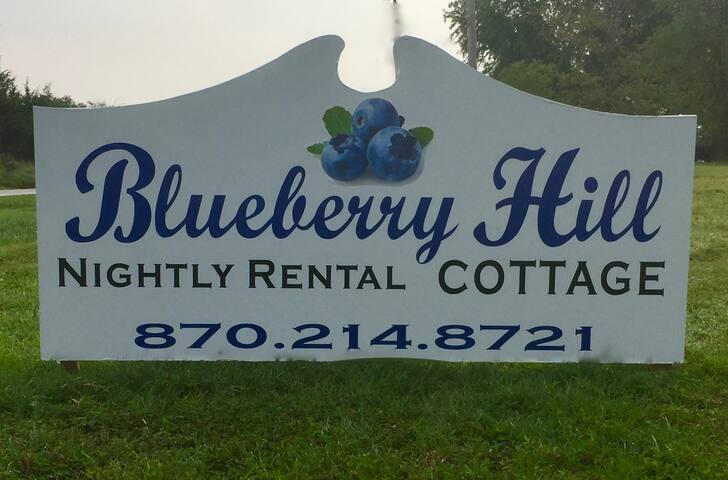 Blueberry Hill
NIGHTLY RENTAL COTTAGE
870.214.8721